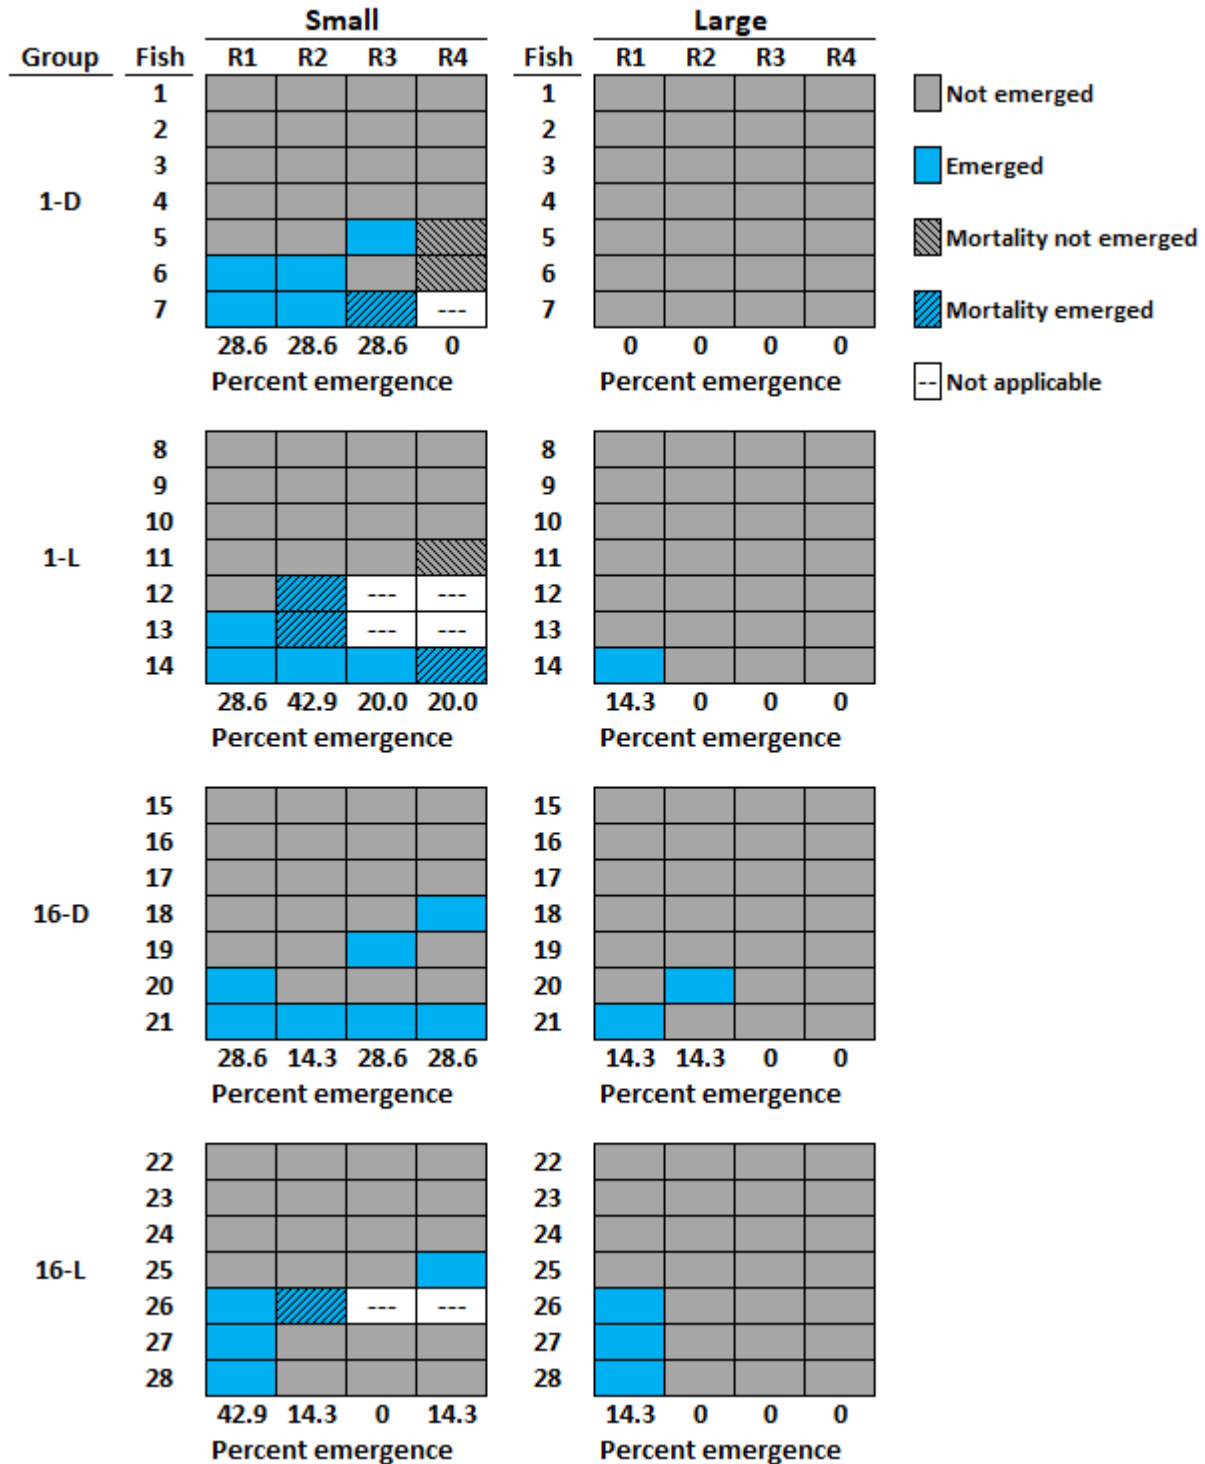 Small Large
Group Fish R1 R2 R3 R4 Fish R1 R2 R3 R4
1 1 Not emerged
2 2
3 3 Emerged
1-D 4 4
5 5 Mortality not emerged
6 6
7 --- 7 Mortality emerged
28.6 28.6 28.6 0 0 0 0 0
Percent emergence Percent emergence -- Not applicable
8 8
9 9
10 10
1-L 11 11
12 --- --- 12
13 --- --- 13
14 14
28.6 42.9 20.0 20.0 14.3 0 0 0
Percent emergence Percent emergence
15 15
16 16
17 17
16-D 18 18
19 19
20 20
21 21
28.6 14.3 28.6 28.6 14.3 14.3 0 0
Percent emergence Percent emergence
22 22
23 23
24 24
16-L 25 25
26 --- --- 26
27 27
28 28
42.9 14.3 0 14.3 14.3 0 0 0
Percent emergence Percent emergence